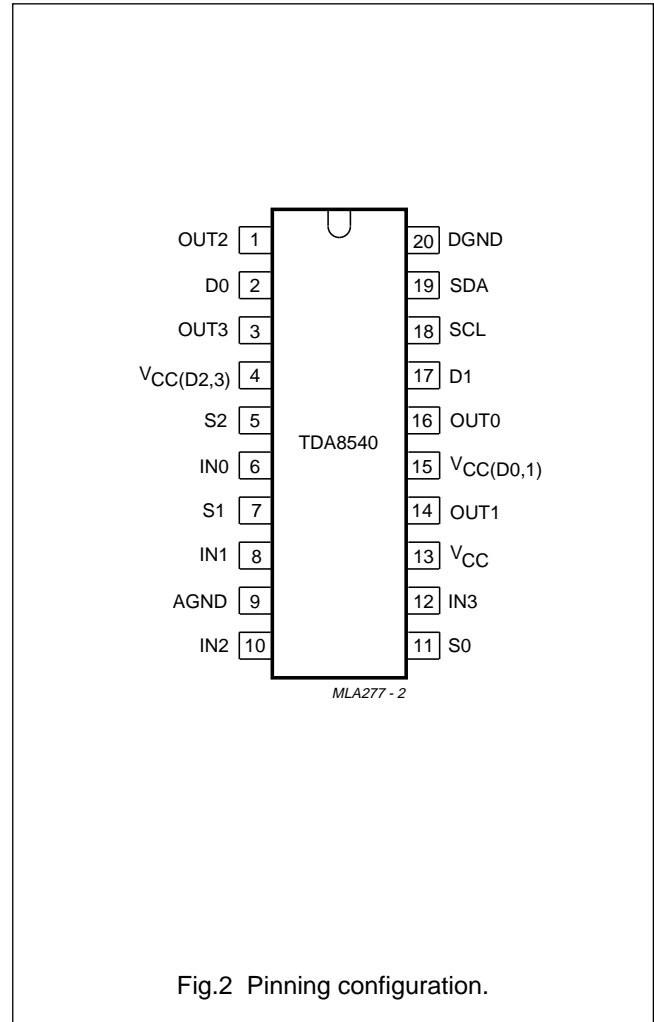 OUT2 1 20 DGND
D0 2 19 SDA
OUT3 3 18 SCL
VCC(D2,3) 4 17 D1
S2 5 16 OUT0
TDA8540
IN0 6 15 VCC(D0,1)
S1 7 14 OUT1
IN1 8 13 VCC
AGND 9 12 IN3
IN2 10 11 S0
MLA277 - 2
Fig.2 Pinning configuration.